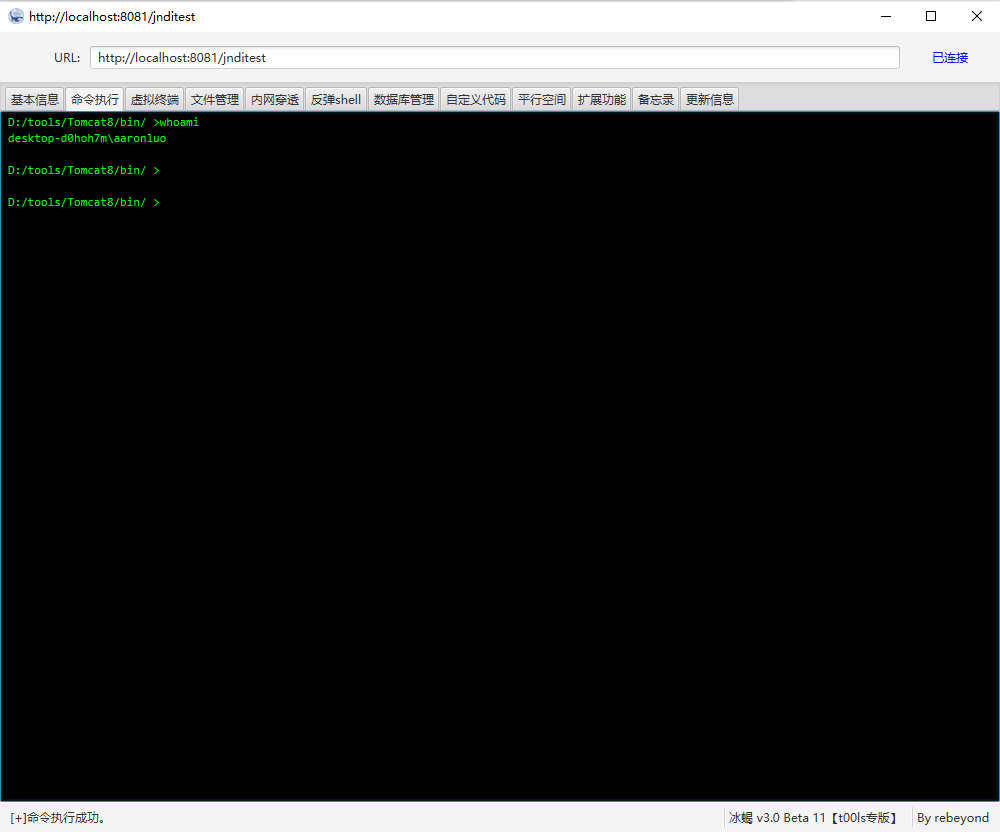 http://localhost:8081/jnditest
URL: http://localhost:8081/jnditest 已连接
基本信息 命令执行 虚拟终端 文件管理 内网穿透 反弹shell 数据库管理 自定义代码 平行空间 扩展功能 备忘录 更新信息
D:/tools/Tomcat8/bin/ >whoami
desktop-d0hoh7m\aaronluo
D:/tools/Tomcat8/bin/ >
D:/tools/Tomcat8/bin/ >
[+]命令执行成功。 冰蝎 v3.0 Beta 11【t00ls专版】 By rebeyond